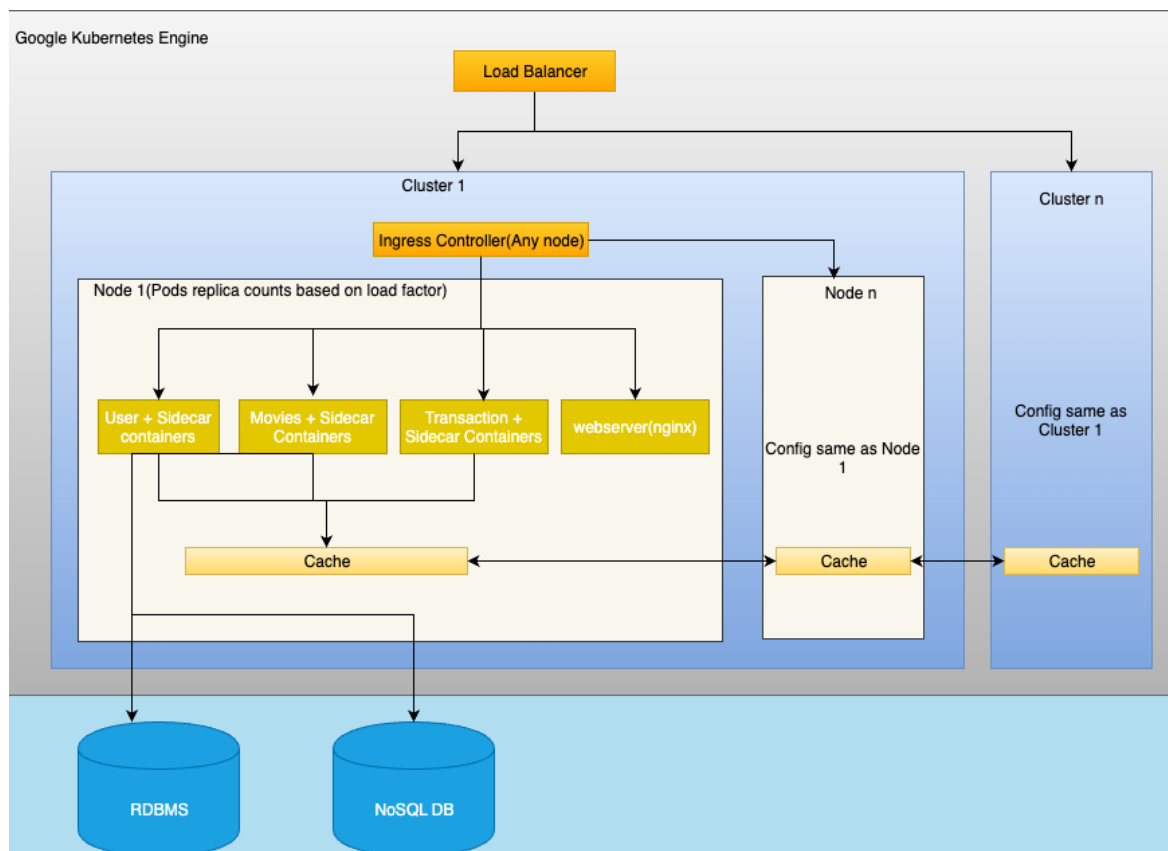 Google Kubernetes Engine
Load Balancer
Cluster 1
Cluster n
Ingress Controller(Any node)
Node 1(Pods replica counts based on load factor)
Node n
User + Sidecar
containers
Movies + Sidecar
Containers
Transaction +
Sidecar Containers
webserver(nginx)
Config same as Node
1
Config same as
Cluster 1
Cache
Cache
Cache
RDBMS
NoSQL DB